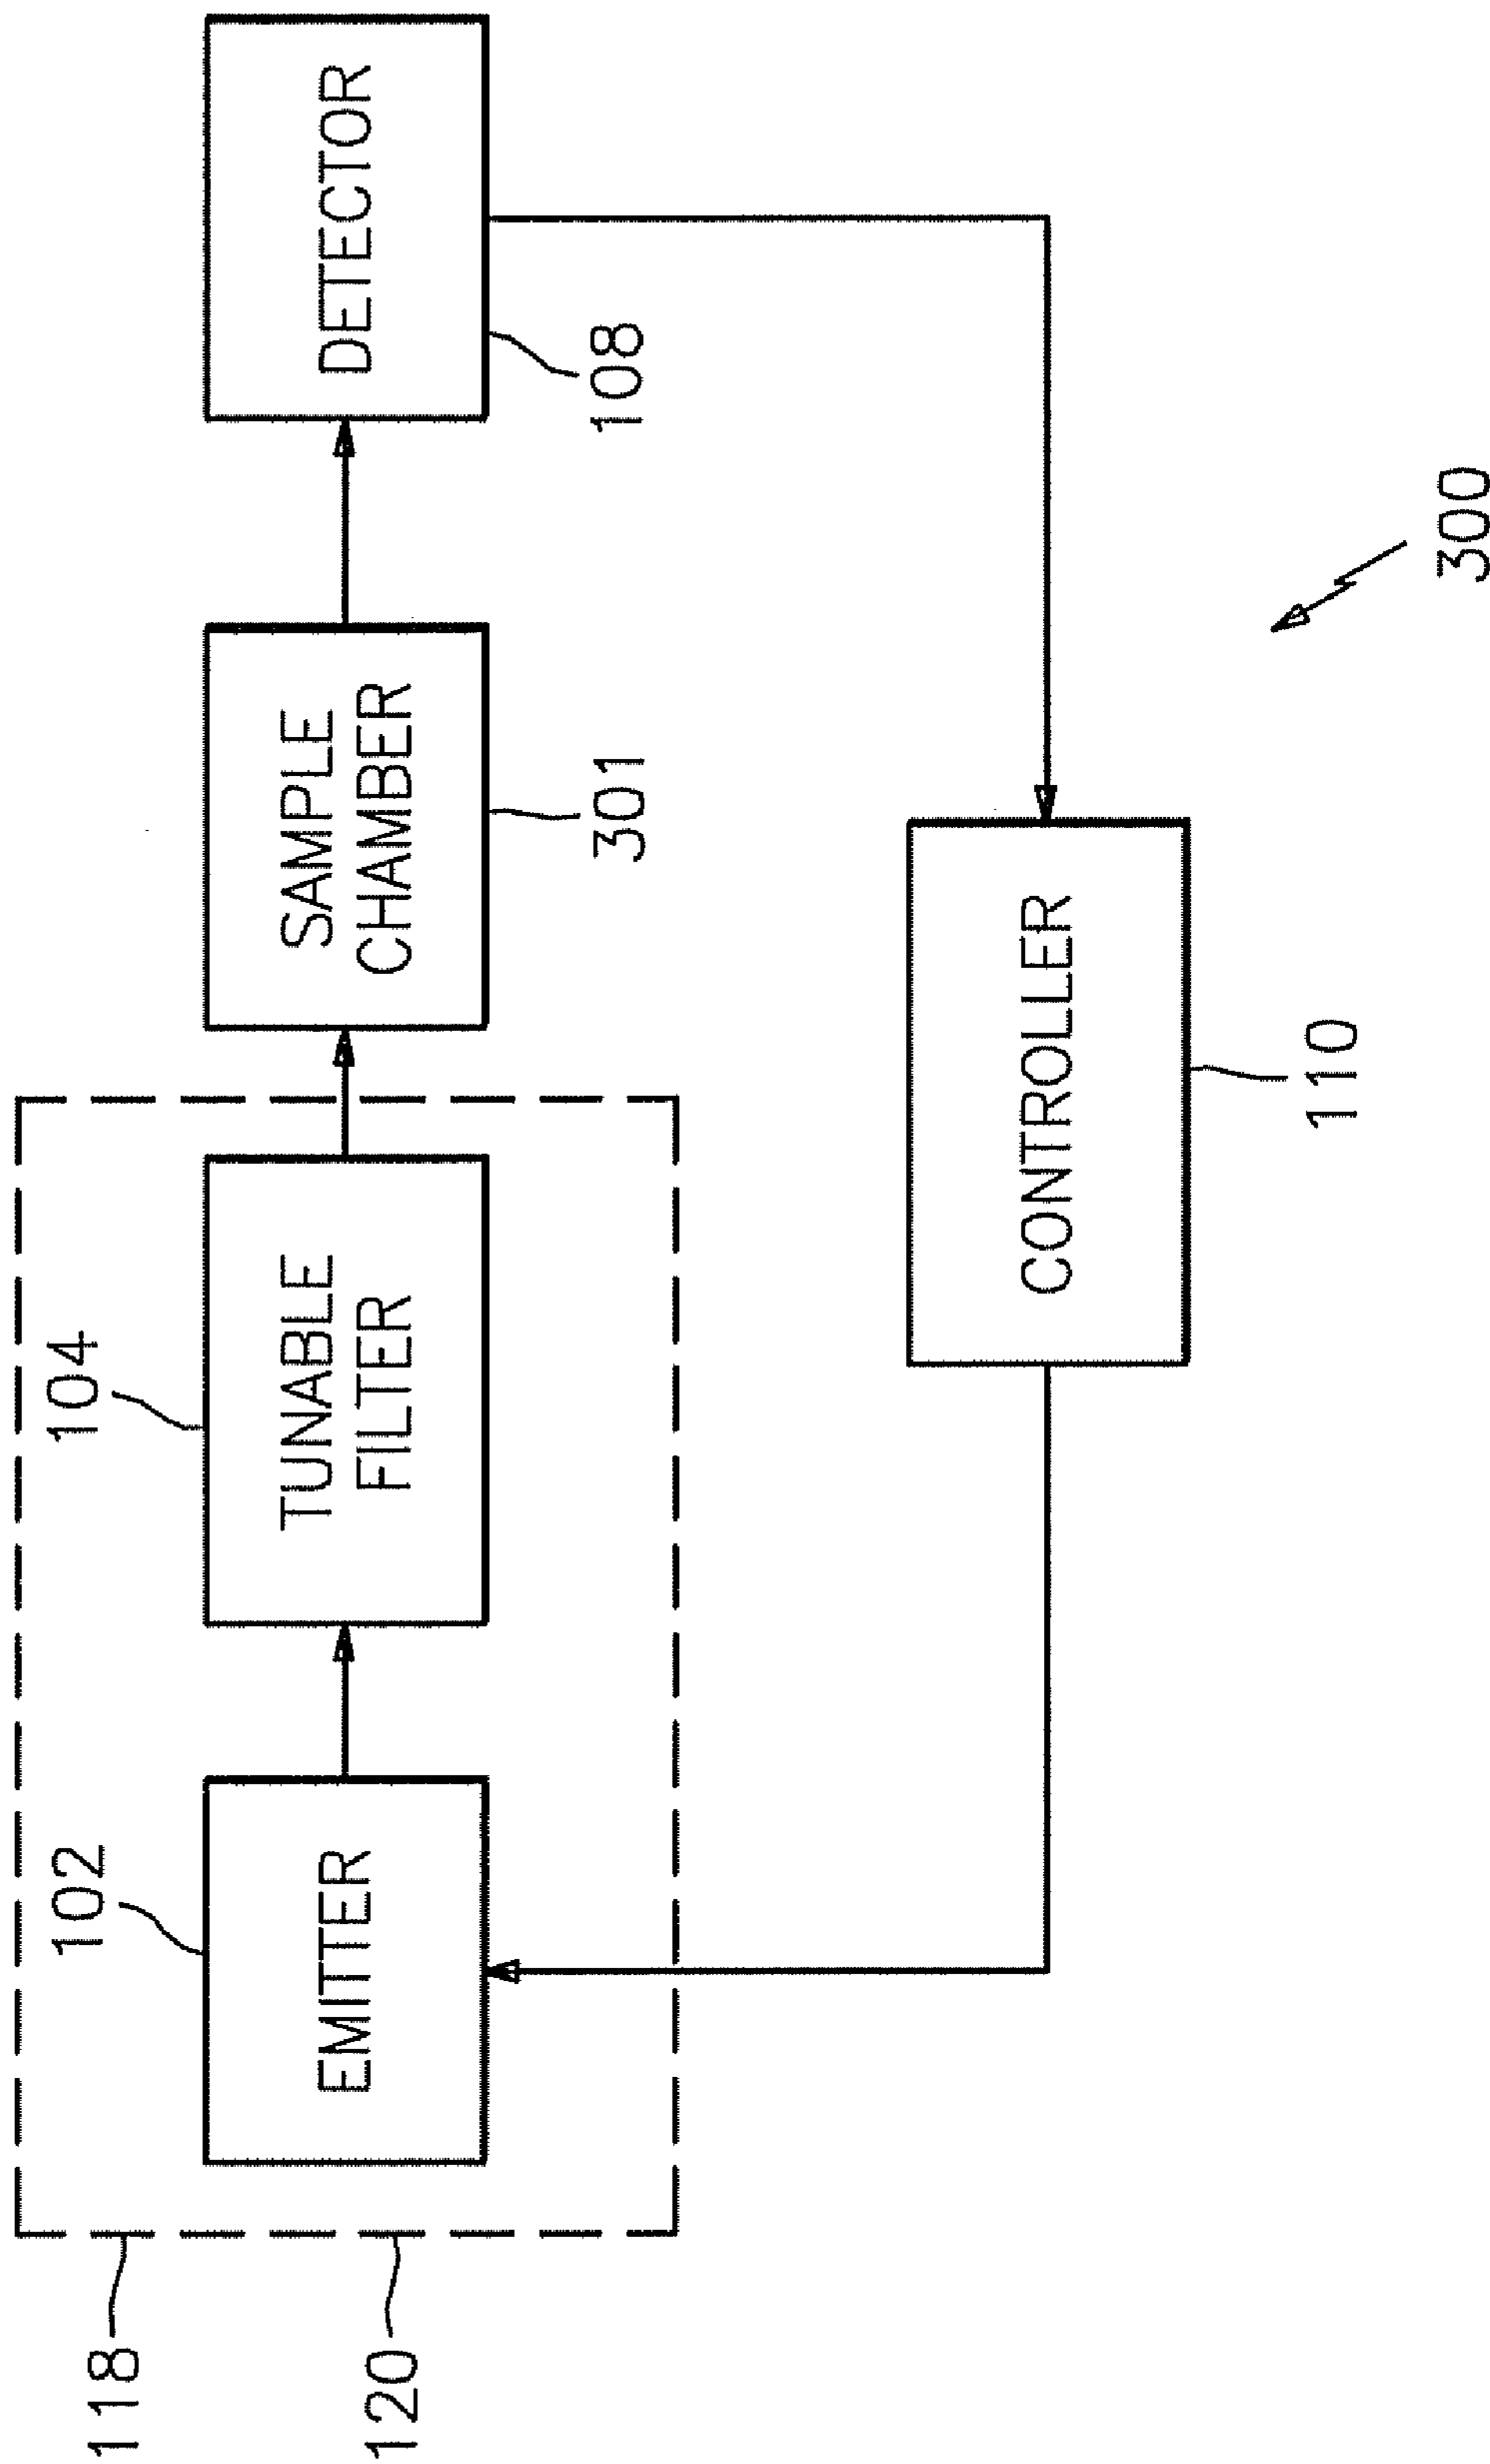 118
120
102
EMITTER
104
TUNABLE
FILTER
SAMPLE
CHAMBER
301
DETECTOR
108
CONTROLLER
110
300